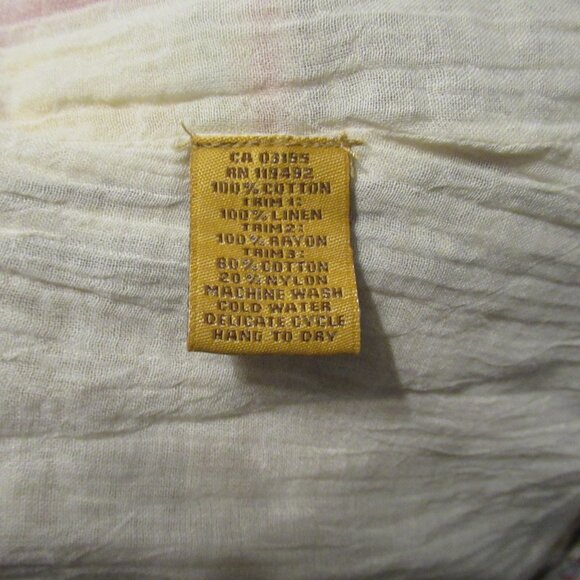 CA 03195
RN 119492
100% COTTON
TRIM 1:
100% LINEN
TRIM2:
100% RAYON
TRIM3:
80% COTTON
20% NYLON
MACHINE WASH
COLD WATER
DELICATE CYCLE
HANG TO DRY